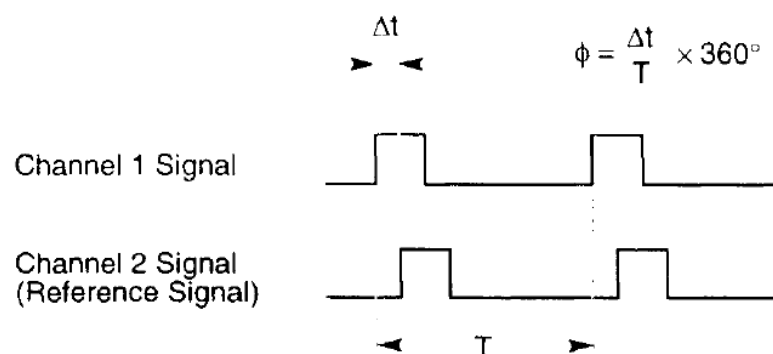 Δt
ϕ = Δt/T × 360°
Channel 1 Signal
Channel 2 Signal
(Reference Signal)
T